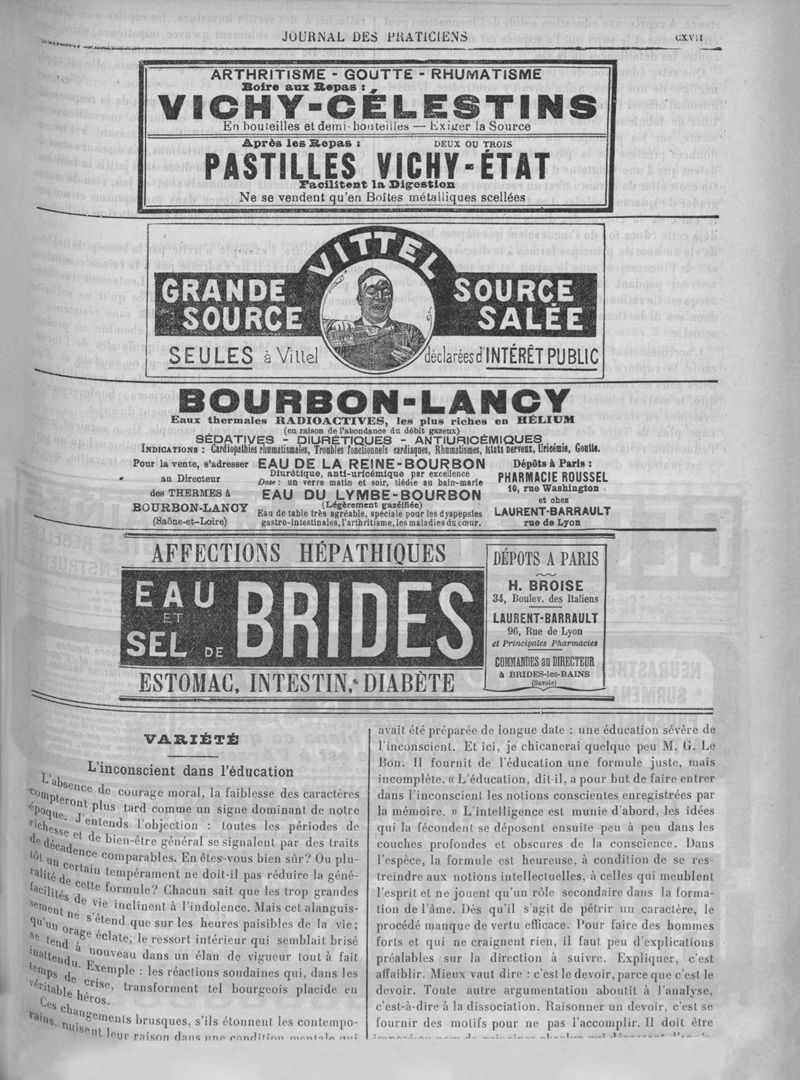 JOURNAL DES PRATICIENS CXVII
ARTHRITISME - GOUTTE - RHUMATISME
Boire aux Repas :
VICHY-CÉLESTINS
En bouteilles et demi-bouteilles — Exiger la Source
Après les Repas : DEUX OU TROIS
PASTILLES VICHY-ÉTAT
Facilitent la Digestion
Ne se vendent qu'en Boîtes métalliques scellées
VITTEL
GRANDE SOURCE
SOURCE SALÉE
SEULES à Vittel déclarées d'INTÉRÊT PUBLIC
BOURBON-LANCY
Eaux thermales RADIOACTIVES, les plus riches en HÉLIUM
(en raison de l'abondance du débit gazeux)
SÉDATIVES - DIURÉTIQUES - ANTIURICÉMIQUES
INDICATIONS : Cardiopathies rhumatismales, Troubles fonctionnels cardiaques, Rhumatismes, États nerveux, Uricémie, Goutte.
Pour la vente, s'adresser
au Directeur
des THERMES à
BOURBON-LANCY
(Saône-et-Loire)
EAU DE LA REINE-BOURBON
Diurétique, anti-uricémique par excellence
Dose : un verre matin et soir, tiédie au bain-marie
EAU DU LYMBE-BOURBON
(Légèrement gazéifiée)
Eau de table très agréable, spéciale pour les dyspepsies
gastro-intestinales, l'arthritisme, les maladies du cœur.
Dépôts à Paris :
PHARMACIE ROUSSEL
10, rue Washington
et chez
LAURENT-BARRAULT
rue de Lyon
AFFECTIONS HÉPATHIQUES
EAU
ET
SEL DE BRIDES
ESTOMAC, INTESTIN, DIABÈTE
DÉPOTS A PARIS
H. BROISE
34, Boulev. des Italiens
LAURENT-BARRAULT
96, Rue de Lyon
et Principales Pharmacies
COMMANDES au DIRECTEUR
à BRIDES-les-BAINS
(Savoie)
VARIÉTÉ
L'inconscient dans l'éducation
L'absence de courage moral, la faiblesse des caractères
compteront plus tard comme un signe dominant de notre
époque. J'entends l'objection : toutes les périodes de
richesse et de bien-être général se signalent par des traits
de décadence comparables. En êtes-vous bien sûr? Ou plu-
tôt un certain tempérament ne doit-il pas réduire la géné-
ralité de cette formule? Chacun sait que les trop grandes
facilités de vie inclinent à l'indolence. Mais cet alanguis-
sement ne s'étend que sur les heures paisibles de la vie;
qu'un orage éclate, le ressort intérieur qui semblait brisé
se tend à nouveau dans un élan de vigueur tout à fait
inattendu. Exemple : les réactions soudaines qui, dans les
temps de crise, transforment tel bourgeois placide en
véritable héros.
Ces changements brusques, s'ils étonnent les contempo-
rains, nuisent leur raison dans une condition mentale qui
avait été préparée de longue date : une éducation sévère de
l'inconscient. Et ici, je chicanerai quelque peu M. G. Le
Bon. Il fournit de l'éducation une formule juste, mais
incomplète. « L'éducation, dit-il, a pour but de faire entrer
dans l'inconscient les notions conscientes enregistrées par
la mémoire. » L'intelligence est munie d'abord, les idées
qui la fécondent se déposent ensuite peu à peu dans les
couches profondes et obscures de la conscience. Dans
l'espèce, la formule est heureuse, à condition de se res-
treindre aux notions intellectuelles, à celles qui meublent
l'esprit et ne jouent qu'un rôle secondaire dans la forma-
tion de l'âme. Dès qu'il s'agit de pétrir un caractère, le
procédé manque de vertu efficace. Pour faire des hommes
forts et qui ne craignent rien, il faut peu d'explications
préalables sur la direction à suivre. Expliquer, c'est
affaiblir. Mieux vaut dire : c'est le devoir, parce que c'est le
devoir. Toute autre argumentation aboutit à l'analyse,
c'est-à-dire à la dissociation. Raisonner un devoir, c'est se
fournir des motifs pour ne pas l'accomplir. Il doit être